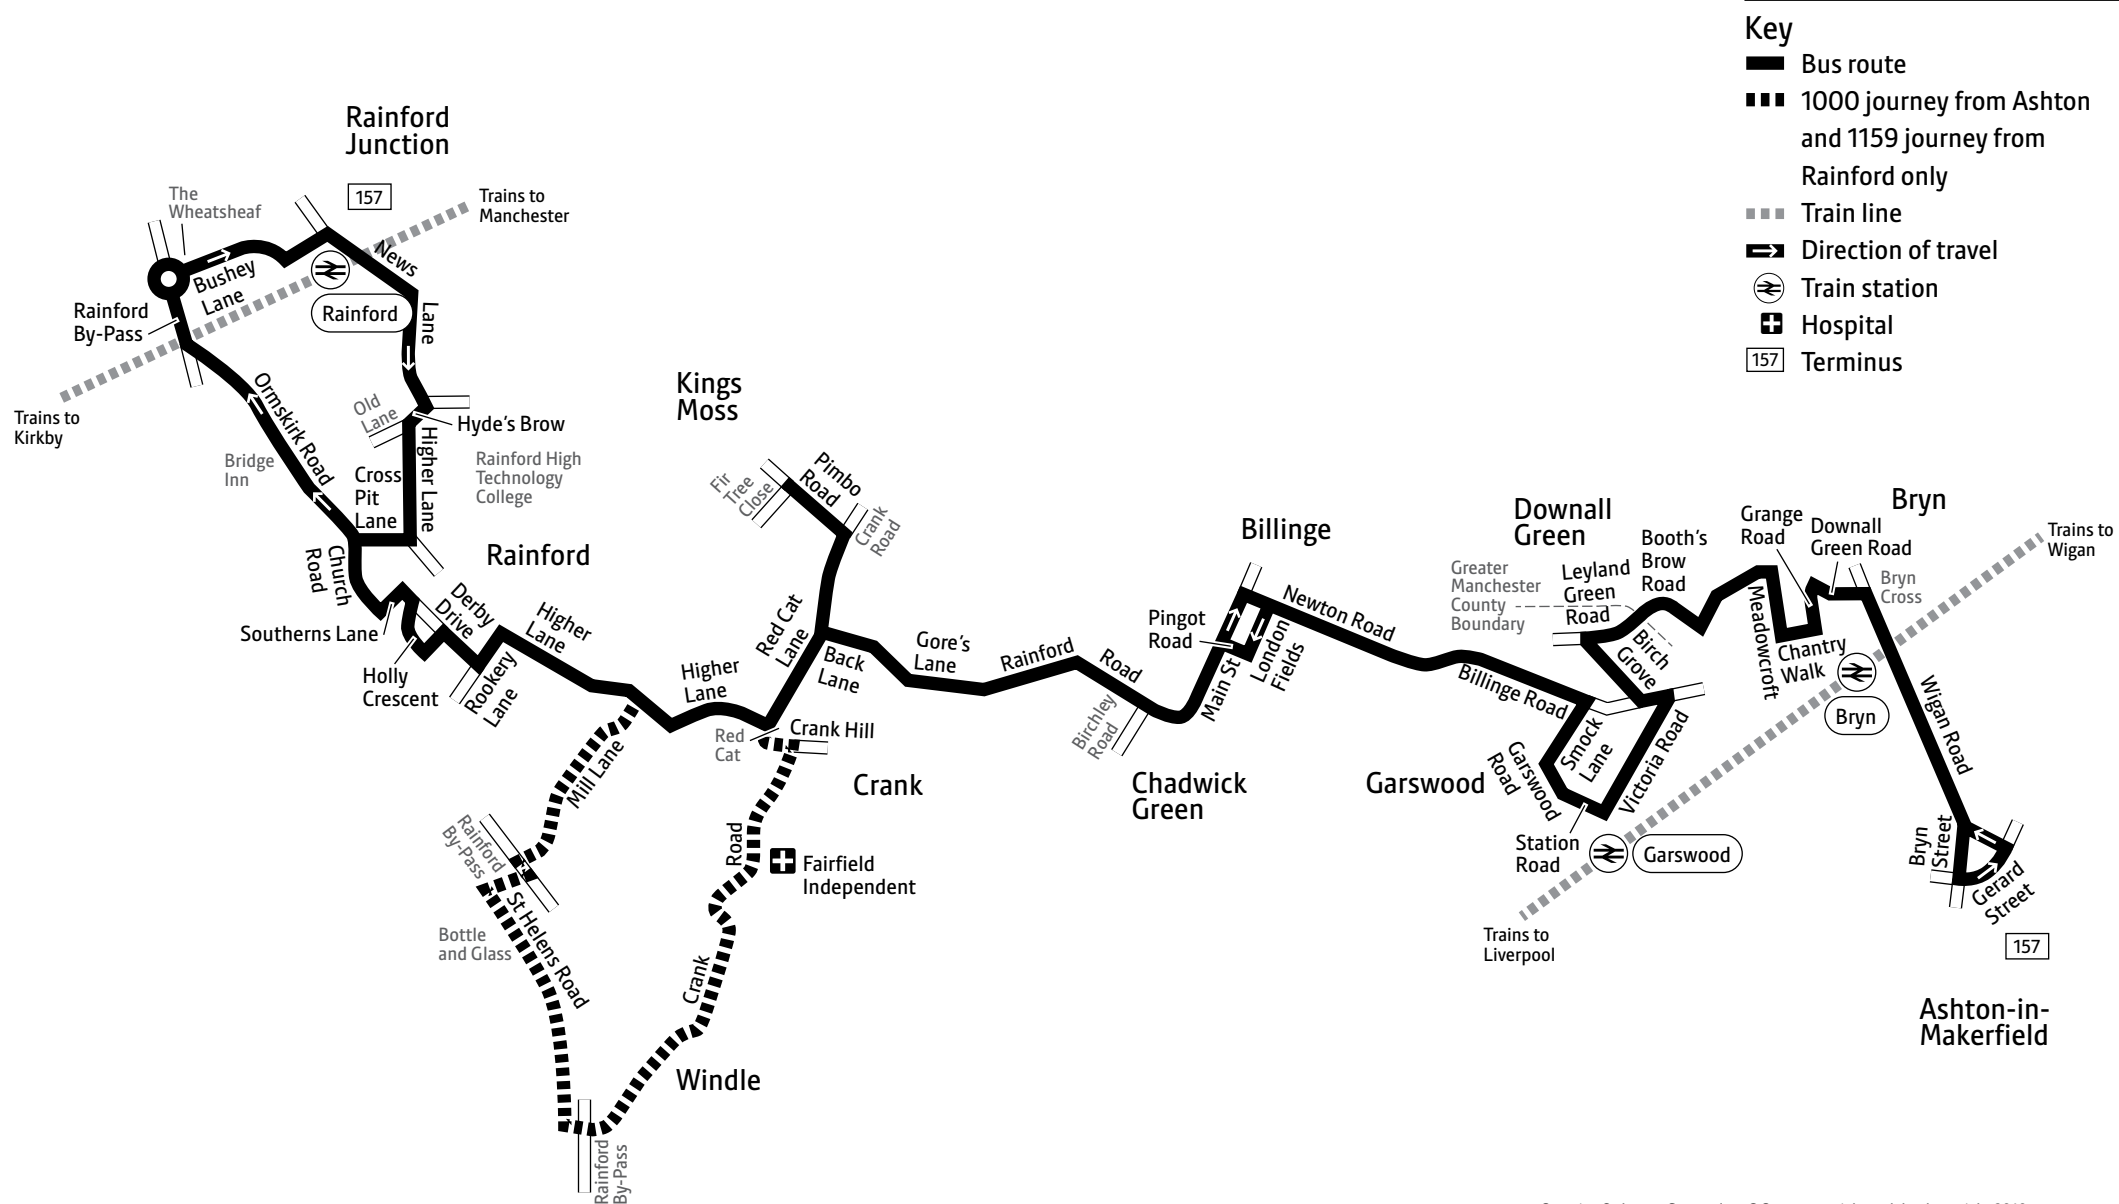 Key
Bus route
1000 journey from Ashton
and 1159 journey from
Rainford only
Train line
Direction of travel
Train station
Hospital
157 Terminus
Rainford
Junction
157
Trains to
Manchester
The
Wheatsheaf
News
Lane
Bushey
Lane
Rainford
Rainford
By-Pass
Trains to
Kirkby
Old
Lane
Hyde's Brow
Ormskirk Road
Bridge
Inn
Higher Lane
Cross
Pit
Lane
Rainford High
Technology
College
Rainford
Church
Road
Southerns Lane
Derby
Drive
Holly
Crescent
Rookery
Lane
Higher
Lane
Higher
Lane
Kings
Moss
Fir
Tree
Close
Pimbo
Road
Crank
Road
Red Cat
Lane
Back
Lane
Red
Cat
Crank Hill
Crank
Mill Lane
Rainford
By-Pass
St Helens Road
Bottle
and Glass
Road
Crank
Fairfield
Independent
Windle
Rainford
By-Pass
Gore's
Lane
Rainford
Road
Birchley
Road
Chadwick
Green
Billinge
Pingot
Road
Main St
London
Fields
Newton Road
Billinge Road
Garswood
Garswood
Road
Smock
Lane
Station
Road
Victoria Road
Garswood
Trains to
Liverpool
Downall
Green
Greater
Manchester
County
Boundary
Leyland
Green
Road
Birch
Grove
Booth's
Brow
Road
Meadowcroft
Grange
Road
Chantry
Walk
Downall
Green Road
Bryn
Bryn
Cross
Trains to
Wigan
Bryn
Wigan Road
Bryn
Street
Gerard
Street
157
Ashton-in-
Makerfield